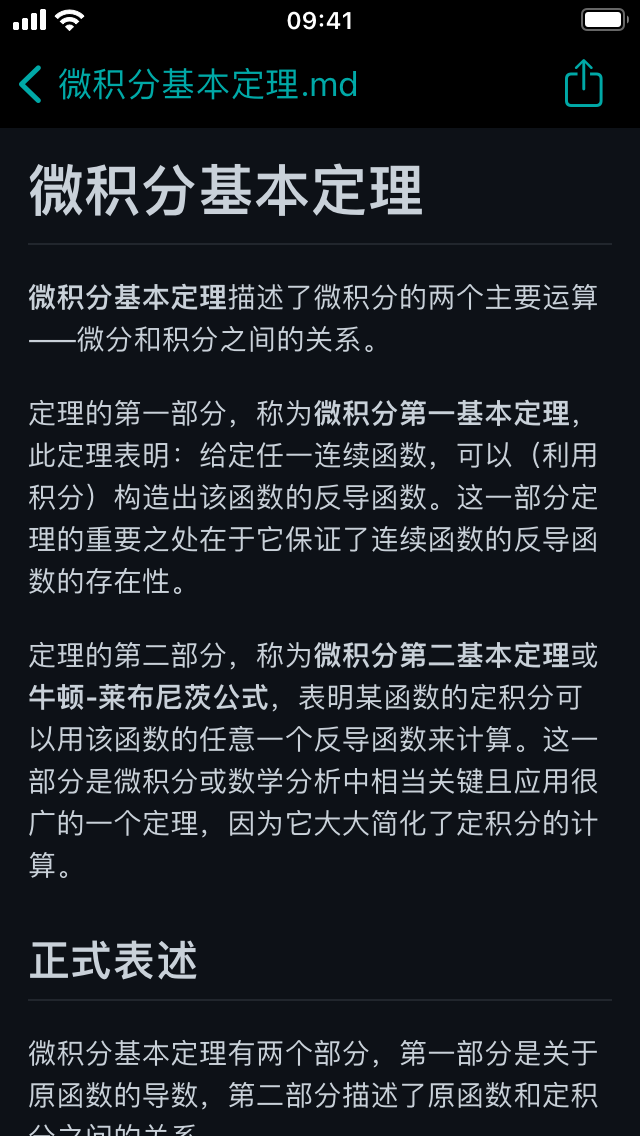 09:41
微积分基本定理.md
微积分基本定理
微积分基本定理描述了微积分的两个主要运算
——微分和积分之间的关系。
定理的第一部分，称为微积分第一基本定理，
此定理表明：给定任一连续函数，可以（利用
积分）构造出该函数的反导函数。这一部分定
理的重要之处在于它保证了连续函数的反导函
数的存在性。
定理的第二部分，称为微积分第二基本定理或
牛顿-莱布尼茨公式，表明某函数的定积分可
以用该函数的任意一个反导函数来计算。这一
部分是微积分或数学分析中相当关键且应用很
广的一个定理，因为它大大简化了定积分的计
算。
正式表述
微积分基本定理有两个部分，第一部分是关于
原函数的导数，第二部分描述了原函数和定积
分之间的关系